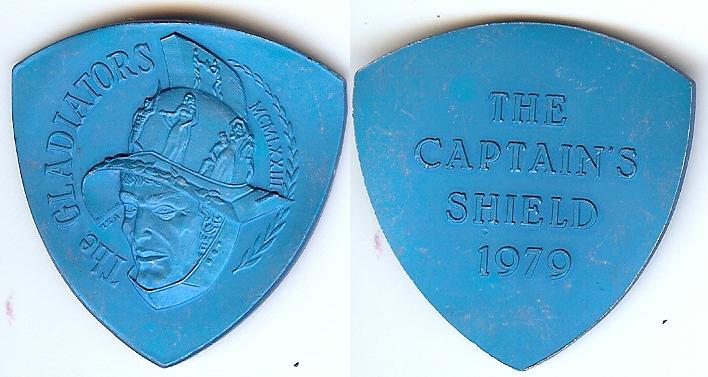 The GLADIATORS
MCMLXXIII
THE
CAPTAIN'S
SHIELD
1979